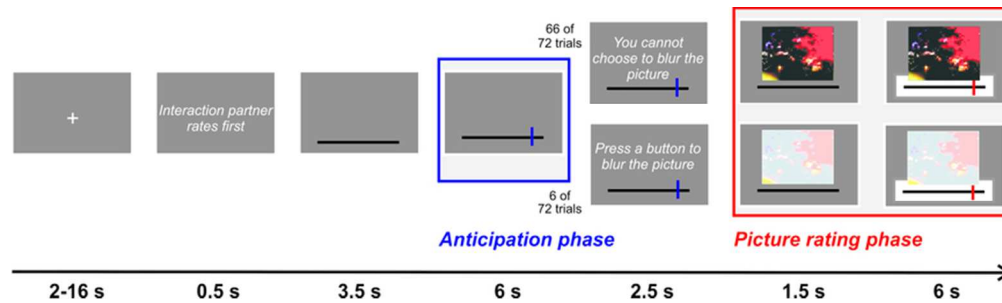 66 of
72 trials
You cannot
choose to blur the
picture
+
Interaction partner
rates first
Press a button to
blur the picture
6 of
72 trials
Anticipation phase
Picture rating phase
2-16 s
0.5 s
3.5 s
6 s
2.5 s
1.5 s
6 s